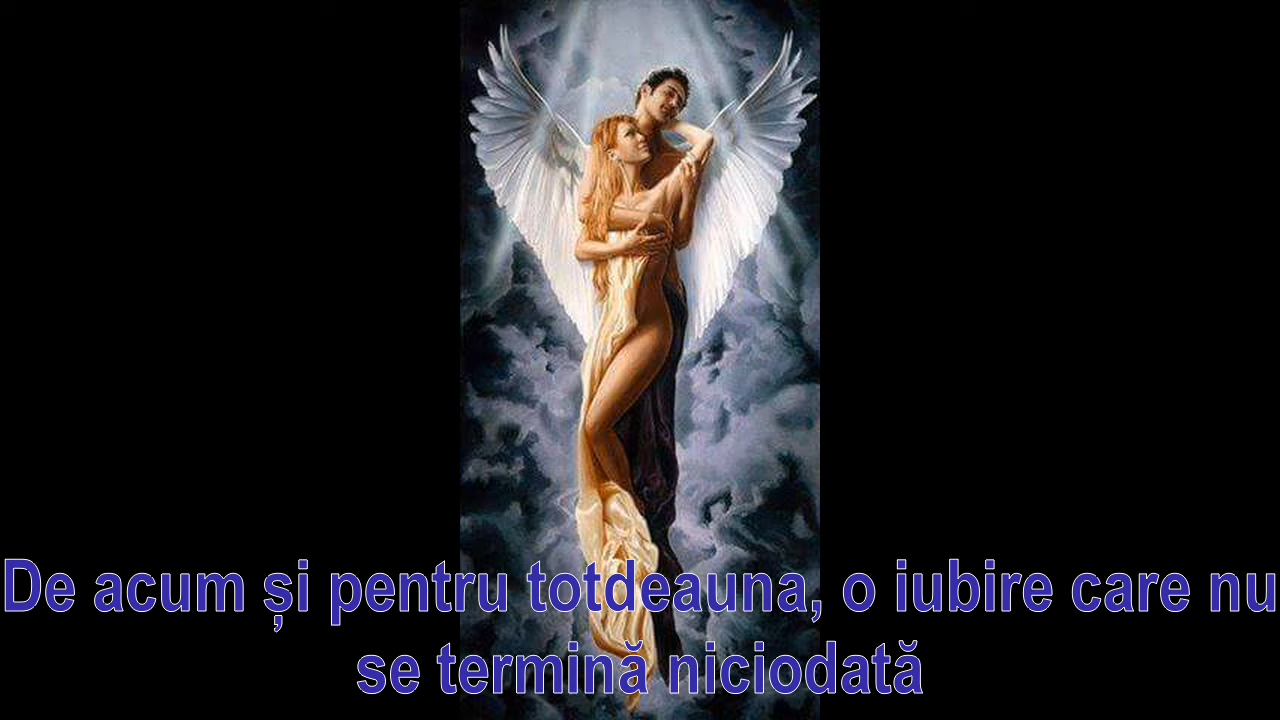 De acum și pentru totdeauna, o iubire care nu
se termină niciodată